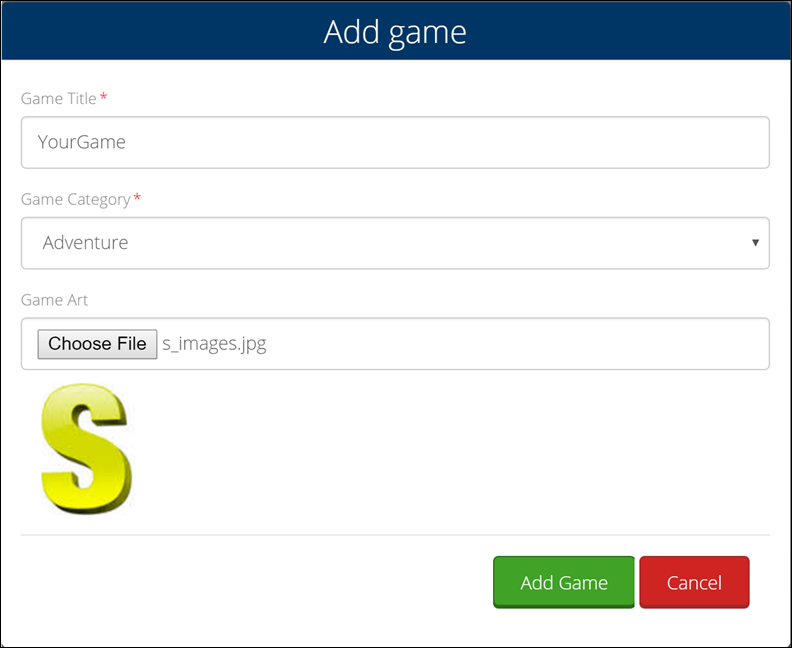 Add game
Game Title *
YourGame
Game Category *
Adventure
Game Art
Choose File s_images.jpg
S
Add Game Cancel